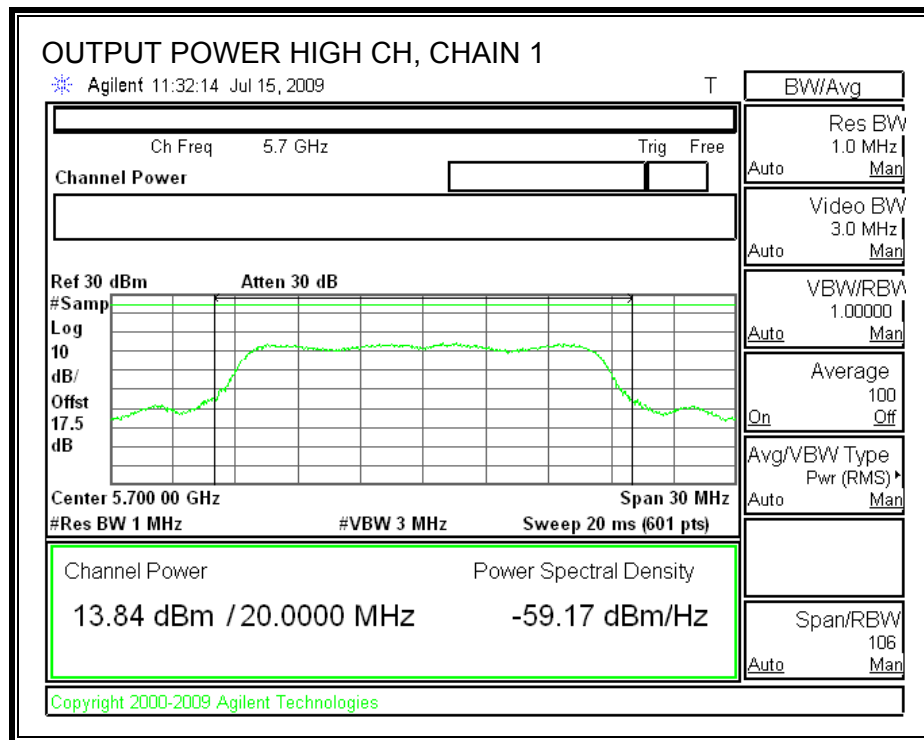 OUTPUT POWER HIGH CH, CHAIN 1
Agilent 11:32:14 Jul 15, 2009 T
Ch Freq 5.7 GHz Trig Free
Channel Power
Ref 30 dBm Atten 30 dB
#Samp
Log
10
dB/
Offst
17.5
dB
Center 5.700 00 GHz Span 30 MHz
#Res BW 1 MHz #VBW 3 MHz Sweep 20 ms (601 pts)
Channel Power Power Spectral Density
13.84 dBm / 20.0000 MHz -59.17 dBm/Hz
Copyright 2000-2009 Agilent Technologies
BW/Avg
Res BW
1.0 MHz
Auto Man
Video BW
3.0 MHz
Auto Man
VBW/RBW
1.00000
Auto Man
Average
100
On Off
Avg/VBW Type
Pwr (RMS)
Auto Man
Span/RBW
106
Auto Man